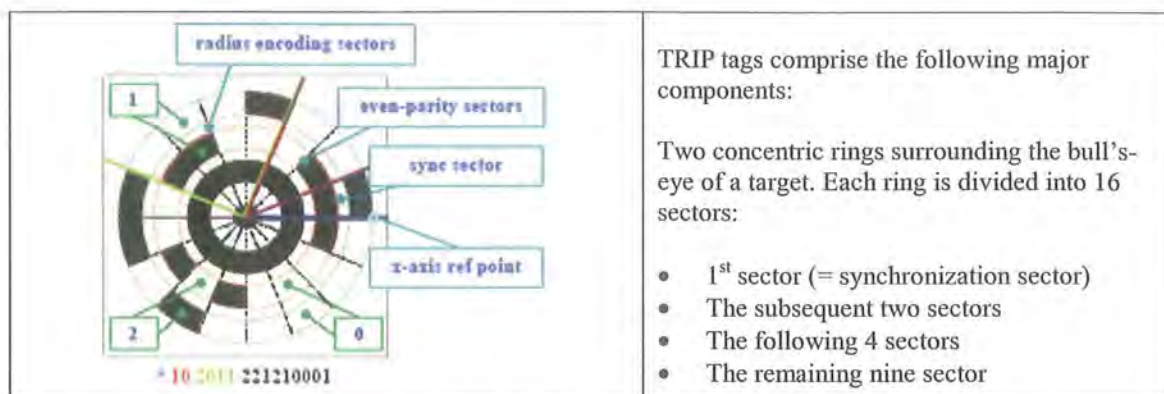 radius encoding sectors
1
even-parity sectors
sync sector
x-axis ref point
2
0
* 10 2011 221210001
TRIP tags comprise the following major
components:
Two concentric rings surrounding the bull's-
eye of a target. Each ring is divided into 16
sectors:
• 1st sector (= synchronization sector)
• The subsequent two sectors
• The following 4 sectors
• The remaining nine sector